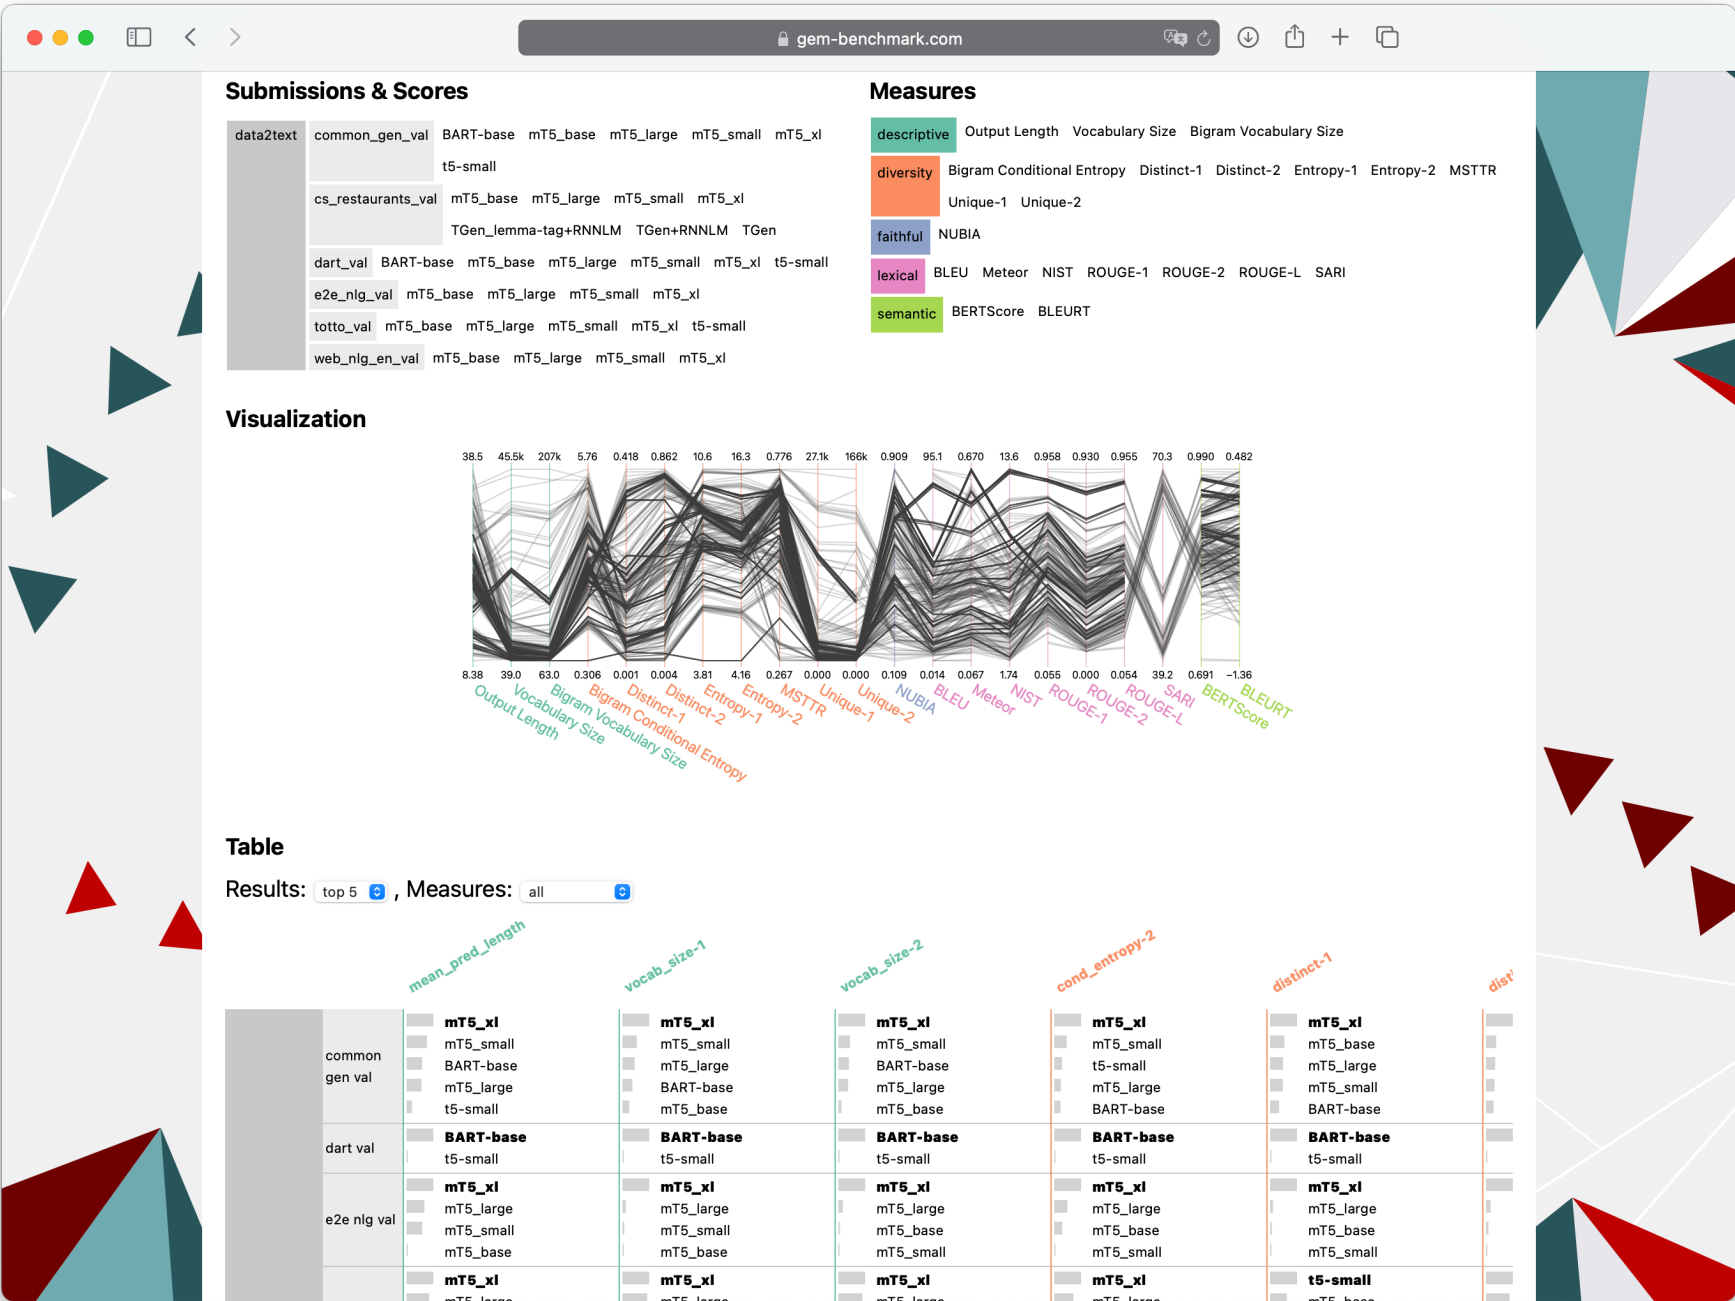 gem-benchmark.com
Submissions & Scores
data2text
common_gen_val BART-base mT5_base mT5_large mT5_small mT5_xl
t5-small
cs_restaurants_val mT5_base mT5_large mT5_small mT5_xl
TGen_lemma-tag+RNNLM TGen+RNNLM TGen
dart_val BART-base mT5_base mT5_large mT5_small mT5_xl t5-small
e2e_nlg_val mT5_base mT5_large mT5_small mT5_xl
totto_val mT5_base mT5_large mT5_small mT5_xl t5-small
web_nlg_en_val mT5_base mT5_large mT5_small mT5_xl
Measures
descriptive Output Length Vocabulary Size Bigram Vocabulary Size
diversity Bigram Conditional Entropy Distinct-1 Distinct-2 Entropy-1 Entropy-2 MSTTR
Unique-1 Unique-2
faithful NUBIA
lexical BLEU Meteor NIST ROUGE-1 ROUGE-2 ROUGE-L SARI
semantic BERTScore BLEURT
Visualization
38.5 45.5k 207k 5.76 0.418 0.862 10.6 16.3 0.776 27.1k 166k 0.909 95.1 0.670 13.6 0.958 0.930 0.955 70.3 0.990 0.482
8.38 39.0 63.0 0.306 0.001 0.004 3.81 4.16 0.267 0.000 0.000 0.109 0.014 0.067 1.74 0.055 0.000 0.054 39.2 0.691 −1.36
Output Length
Vocabulary Size
Bigram Vocabulary Size
Bigram Conditional Entropy
Distinct-1
Distinct-2
Entropy-1
Entropy-2
MSTTR
Unique-1
Unique-2
NUBIA
BLEU
Meteor
NIST
ROUGE-1
ROUGE-2
ROUGE-L
SARI
BERTScore
BLEURT
Table
Results: top 5 , Measures: all
mean_pred_length vocab_size-1 vocab_size-2 cond_entropy-2 distinct-1
common
gen val
mT5_xl mT5_xl mT5_xl mT5_xl mT5_xl
mT5_small mT5_small mT5_small mT5_small mT5_base
BART-base mT5_large BART-base t5-small mT5_large
mT5_large BART-base mT5_large mT5_large mT5_small
t5-small mT5_base mT5_base BART-base BART-base
dart val
BART-base BART-base BART-base BART-base BART-base
t5-small t5-small t5-small t5-small t5-small
e2e nlg val
mT5_xl mT5_xl mT5_xl mT5_xl mT5_xl
mT5_large mT5_large mT5_large mT5_large mT5_large
mT5_small mT5_small mT5_base mT5_base mT5_base
mT5_base mT5_base mT5_small mT5_small mT5_small
mT5_xl mT5_xl mT5_xl mT5_xl t5-small